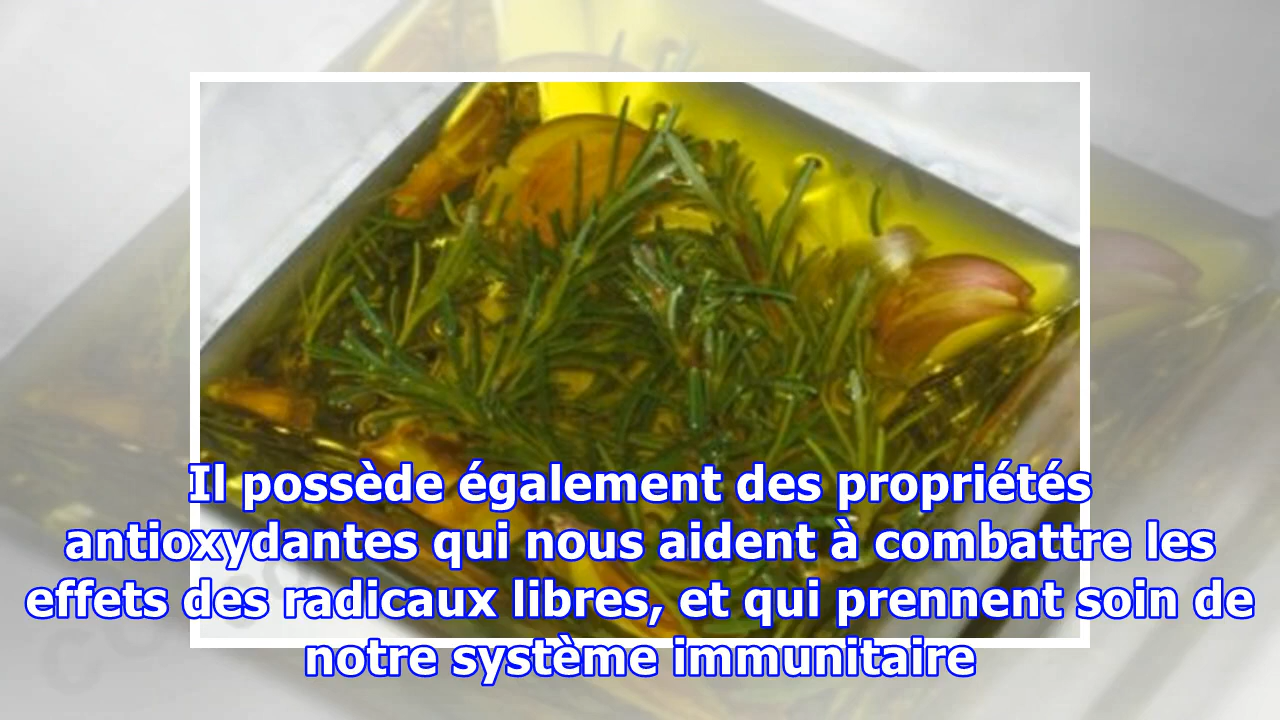 Il possède également des propriétés
antioxydantes qui nous aident à combattre les
effets des radicaux libres, et qui prennent soin de
notre système immunitaire